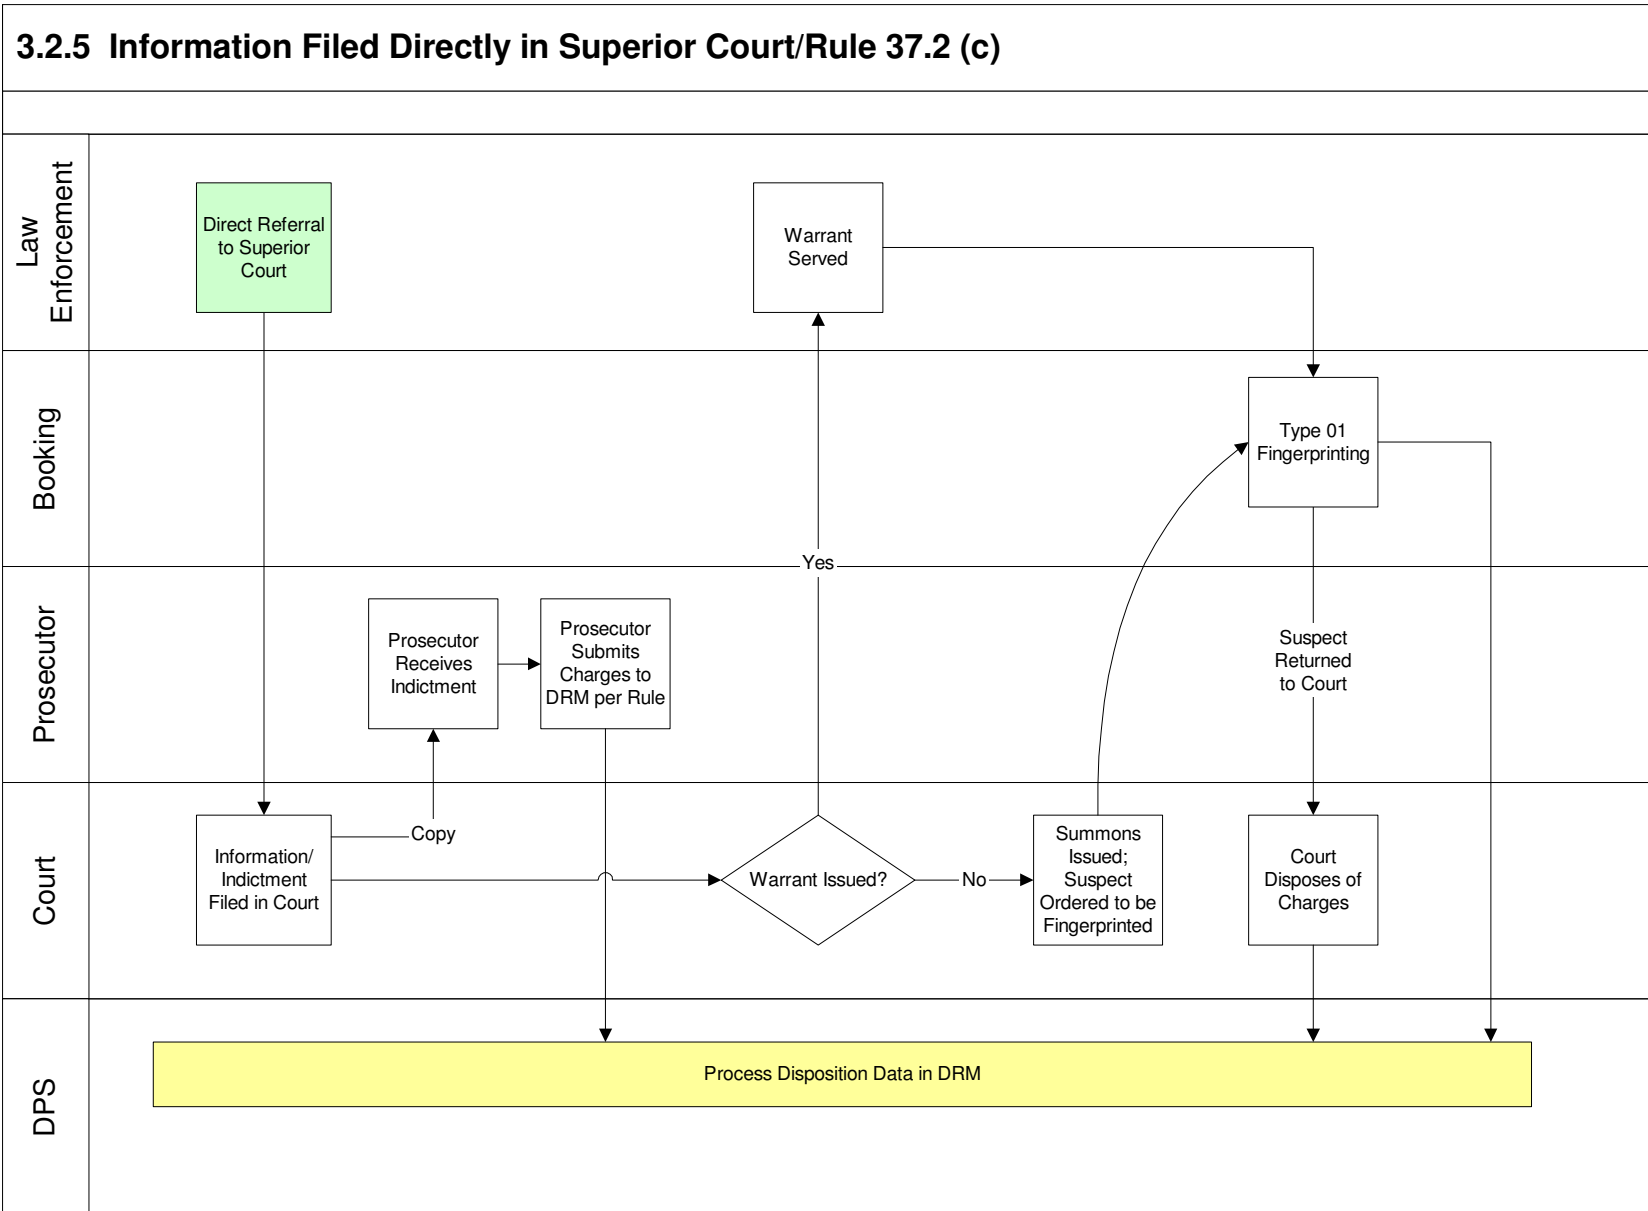 3.2.5 Information Filed Directly in Superior Court/Rule 37.2 (c)
Law
Enforcement
Direct Referral
to Superior
Court
Warrant
Served
Booking
Type 01
Fingerprinting
Yes
Prosecutor
Prosecutor
Receives
Indictment
Prosecutor
Submits
Charges to
DRM per Rule
Suspect
Returned
to Court
Court
Information/
Indictment
Filed in Court
Copy
Warrant Issued?
No
Summons
Issued;
Suspect
Ordered to be
Fingerprinted
Court
Disposes of
Charges
DPS
Process Disposition Data in DRM